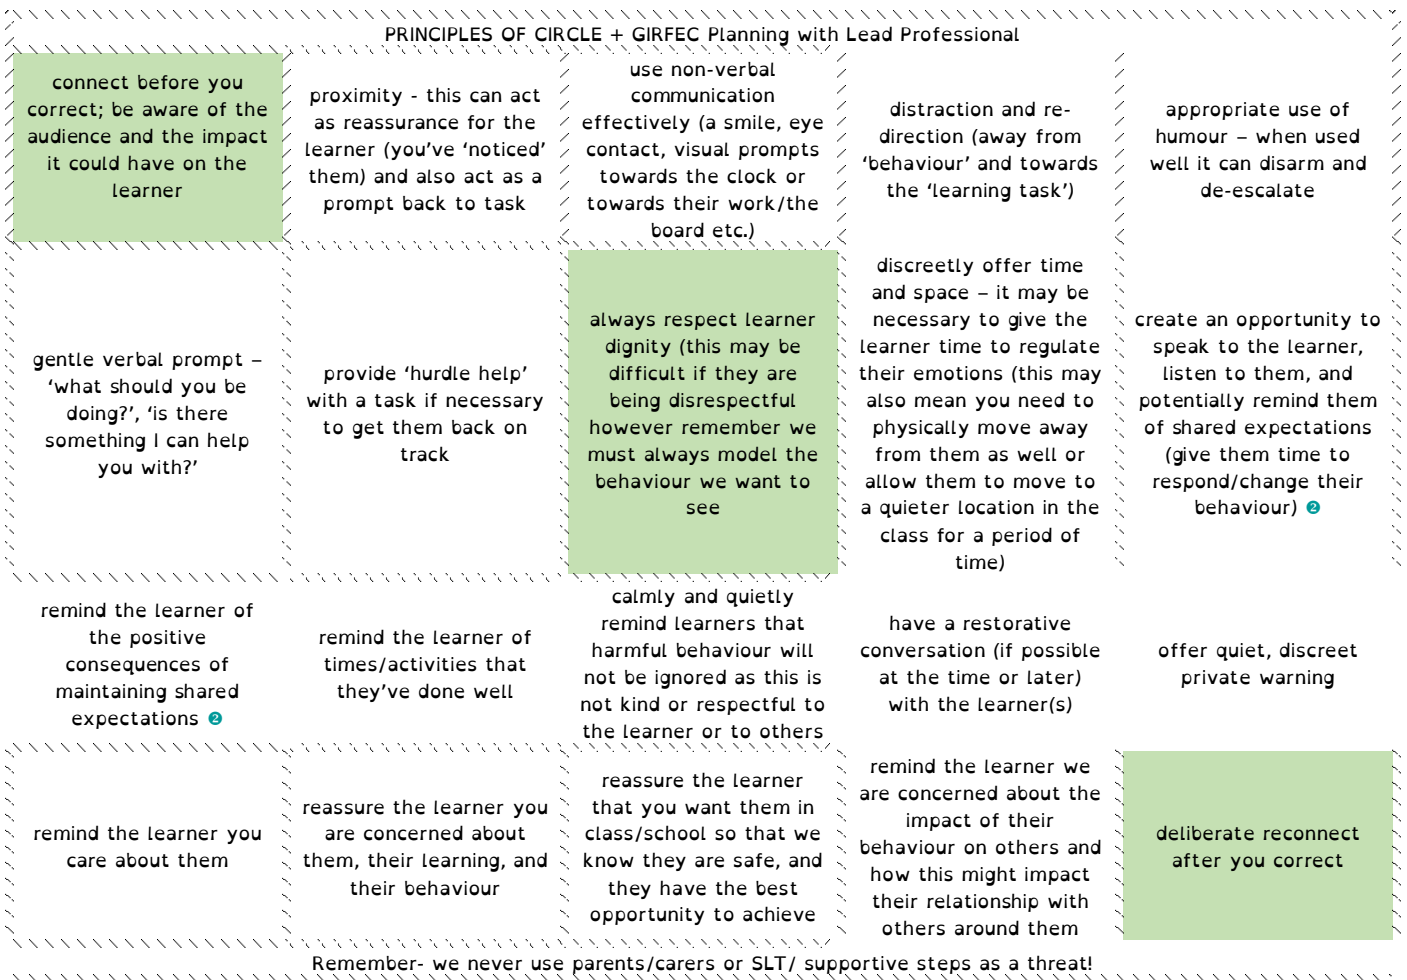 PRINCIPLES OF CIRCLE + GIRFEC Planning with Lead Professional
connect before you
correct; be aware of the
audience and the impact
it could have on the
learner
proximity - this can act
as reassurance for the
learner (you've 'noticed'
them) and also act as a
prompt back to task
use non-verbal
communication
effectively (a smile, eye
contact, visual prompts
towards the clock or
towards their work/the
board etc.)
distraction and re-
direction (away from
'behaviour' and towards
the 'learning task')
appropriate use of
humour – when used
well it can disarm and
de-escalate
gentle verbal prompt –
'what should you be
doing?', 'is there
something I can help
you with?'
provide 'hurdle help'
with a task if necessary
to get them back on
track
always respect learner
dignity (this may be
difficult if they are
being disrespectful
however remember we
must always model the
behaviour we want to
see
discreetly offer time
and space – it may be
necessary to give the
learner time to regulate
their emotions (this may
also mean you need to
physically move away
from them as well or
allow them to move to
a quieter location in the
class for a period of
time)
create an opportunity to
speak to the learner,
listen to them, and
potentially remind them
of shared expectations
(give them time to
respond/change their
behaviour) ❷
remind the learner of
the positive
consequences of
maintaining shared
expectations ❷
remind the learner of
times/activities that
they've done well
calmly and quietly
remind learners that
harmful behaviour will
not be ignored as this is
not kind or respectful to
the learner or to others
have a restorative
conversation (if possible
at the time or later)
with the learner(s)
offer quiet, discreet
private warning
remind the learner you
care about them
reassure the learner you
are concerned about
them, their learning, and
their behaviour
reassure the learner
that you want them in
class/school so that we
know they are safe, and
they have the best
opportunity to achieve
remind the learner we
are concerned about the
impact of their
behaviour on others and
how this might impact
their relationship with
others around them
deliberate reconnect
after you correct
Remember- we never use parents/carers or SLT/ supportive steps as a threat!